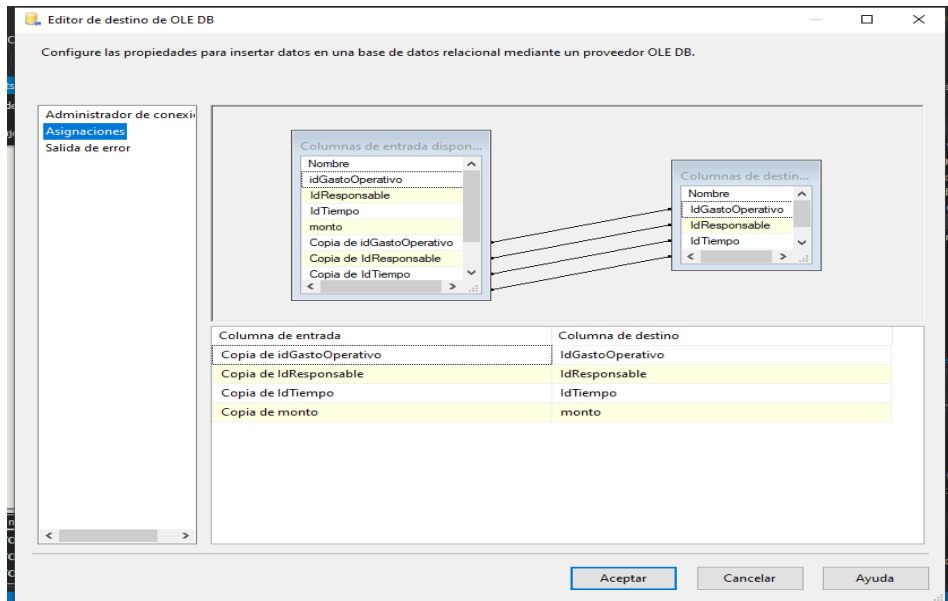 Editor de destino de OLE DB
Configure las propiedades para insertar datos en una base de datos relacional mediante un proveedor OLE DB.
Administrador de conexi
Asignaciones
Salida de error
Columnas de entrada dispon...
Nombre
idGastoOperativo
IdResponsable
IdTiempo
monto
Copia de idGastoOperativo
Copia de IdResponsable
Copia de IdTiempo
Columnas de destin...
Nombre
IdGastoOperativo
IdResponsable
IdTiempo
Columna de entrada Columna de destino
Copia de idGastoOperativo IdGastoOperativo
Copia de IdResponsable IdResponsable
Copia de IdTiempo IdTiempo
Copia de monto monto
Aceptar Cancelar Ayuda